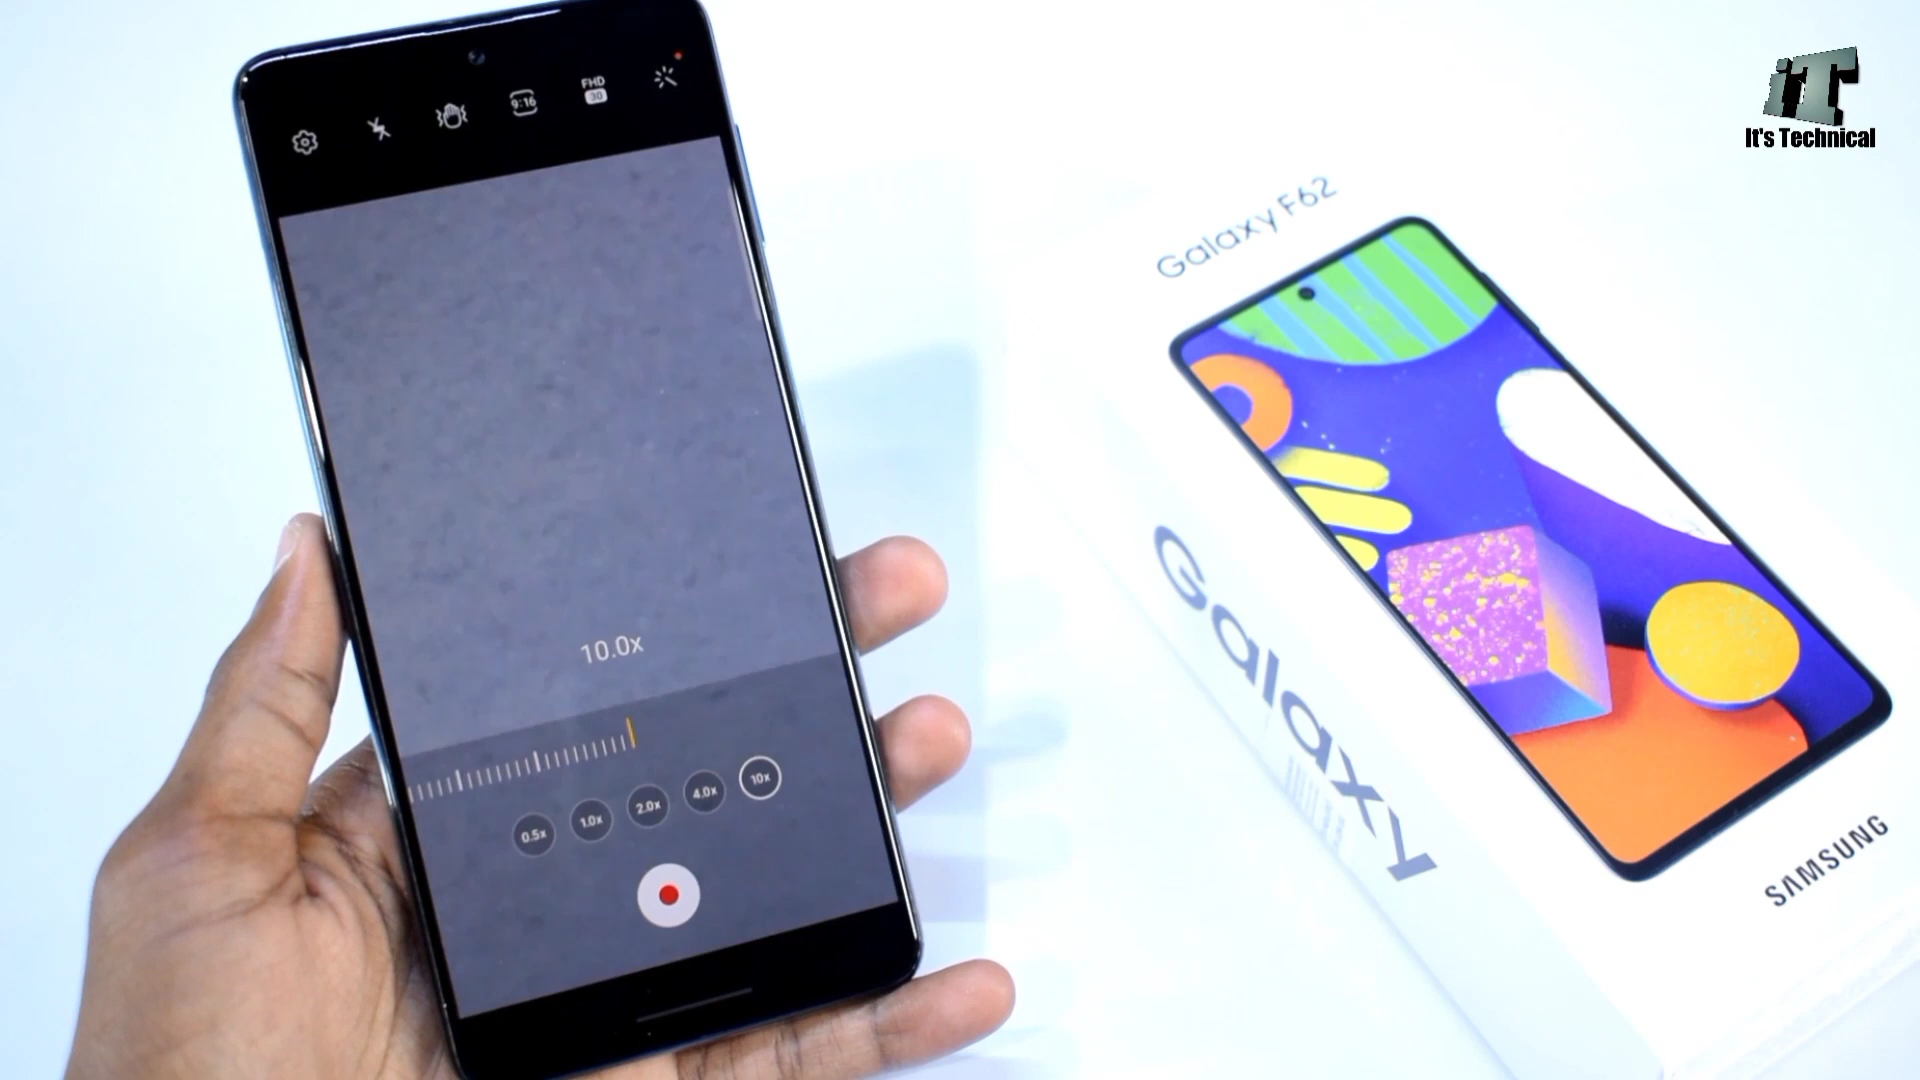 FHD
30
9:16
10.0x
0.5x
1.0x
2.0x
4.0x
10x
Galaxy F62
Galaxy
SAMSUNG
iT
It's Technical